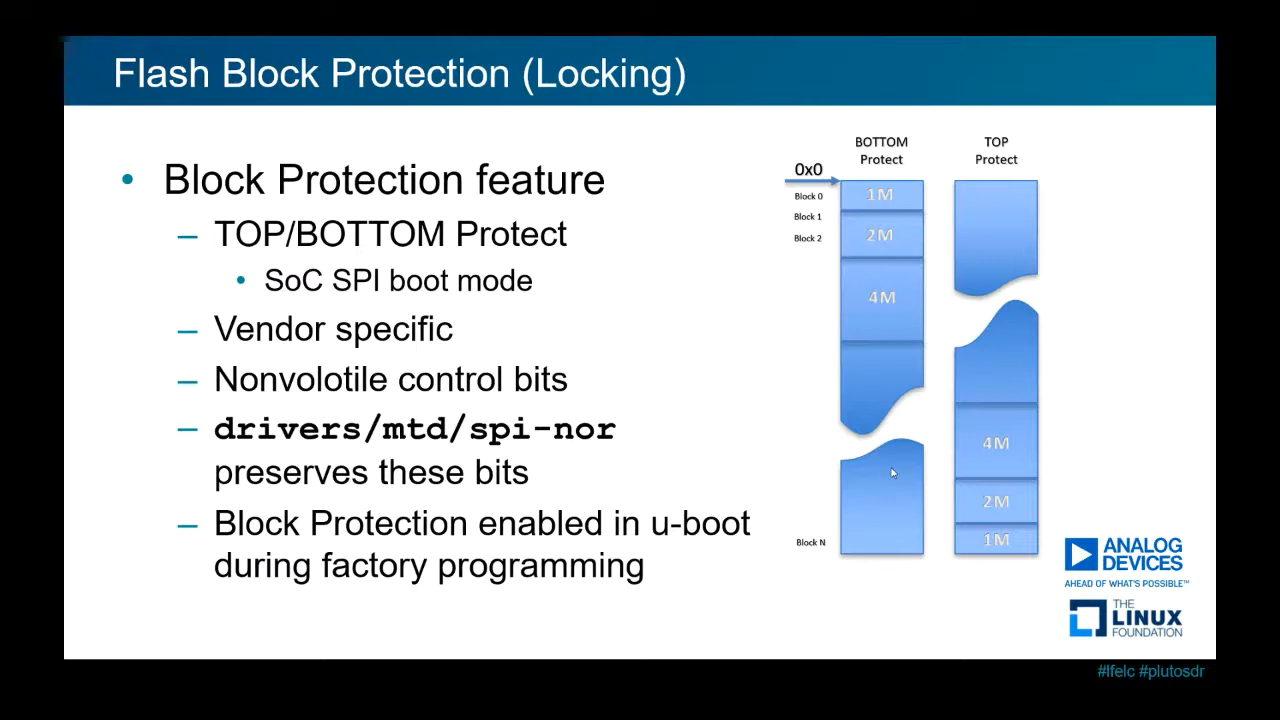 Flash Block Protection (Locking)
• Block Protection feature
– TOP/BOTTOM Protect
• SoC SPI boot mode
– Vendor specific
– Nonvolotile control bits
– drivers/mtd/spi-nor
preserves these bits
– Block Protection enabled in u-boot
during factory programming
BOTTOM
Protect
TOP
Protect
0x0
Block 0
Block 1
Block 2
Block N
1M
2M
4M
4M
2M
1M
ANALOG
DEVICES
AHEAD OF WHAT'S POSSIBLE™
THE
LINUX
FOUNDATION
#lfelc #plutosdr